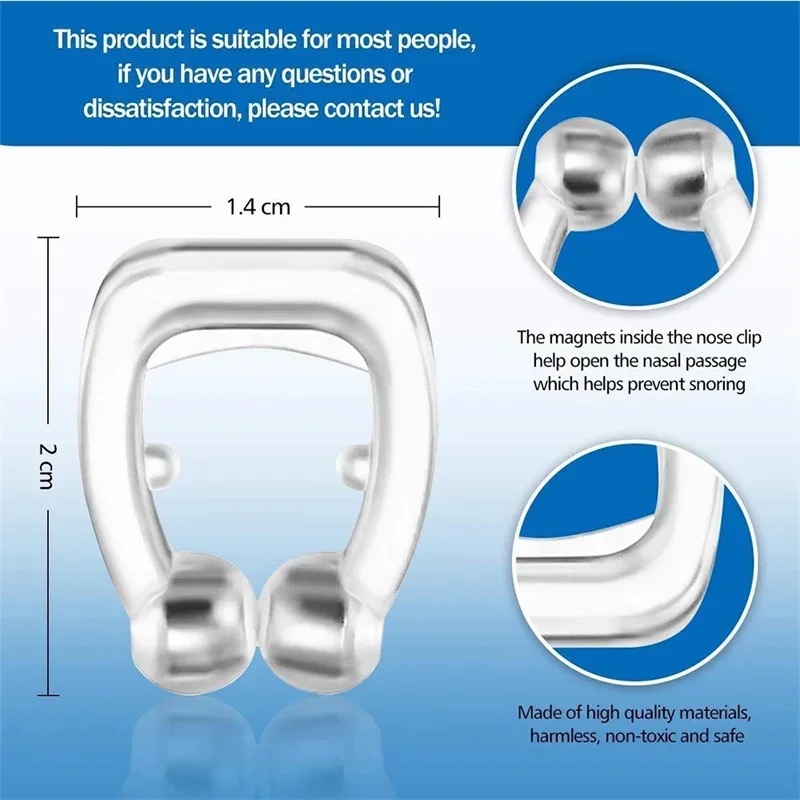 This product is suitable for most people,
if you have any questions or
dissatisfaction, please contact us!
1.4 cm
2 cm
The magnets inside the nose clip
help open the nasal passage
which helps prevent snoring
Made of high quality materials,
harmless, non-toxic and safe